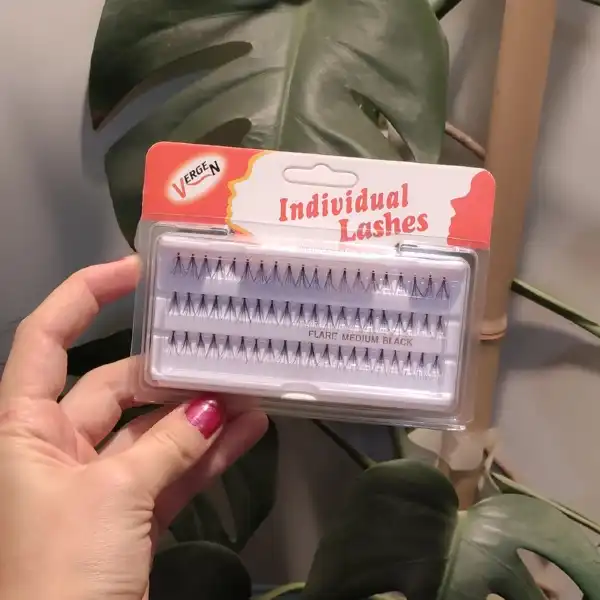 VERGEN
Individual
Lashes
FLARE MEDIUM BLACK